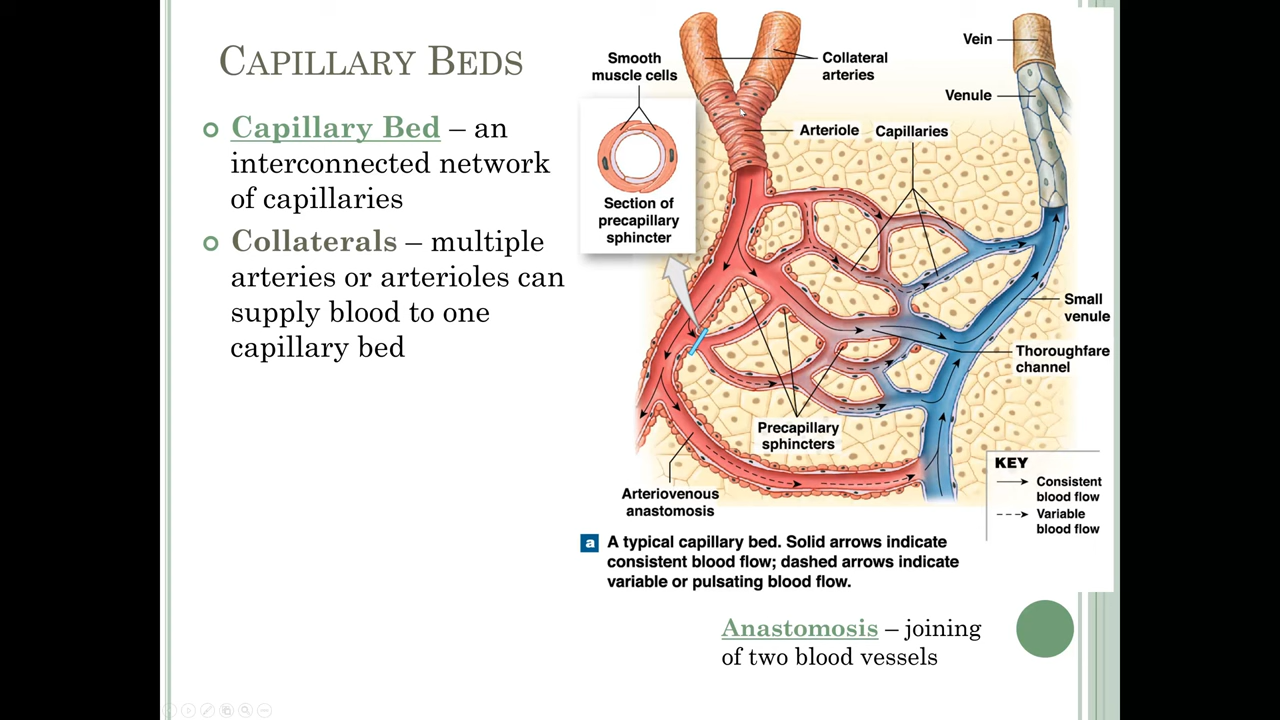 CAPILLARY BEDS
Capillary Bed – an
interconnected network
of capillaries
Collaterals – multiple
arteries or arterioles can
supply blood to one
capillary bed
Smooth
muscle cells
Section of
precapillary
sphincter
Collateral
arteries
Vein
Venule
Arteriole
Capillaries
Small
venule
Thoroughfare
channel
Precapillary
sphincters
Arteriovenous
anastomosis
KEY
Consistent
blood flow
Variable
blood flow
a A typical capillary bed. Solid arrows indicate
consistent blood flow; dashed arrows indicate
variable or pulsating blood flow.
Anastomosis – joining
of two blood vessels